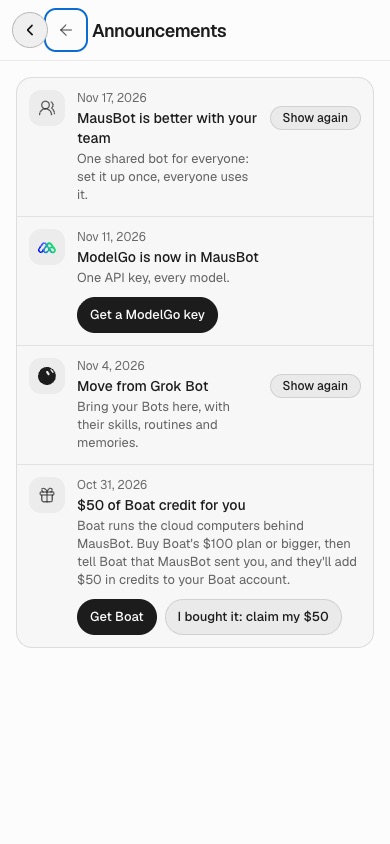 Announcements
Nov 17, 2026
MausBot is better with your
team
Show again
One shared bot for everyone:
set it up once, everyone uses
it.
Nov 11, 2026
ModelGo is now in MausBot
One API key, every model.
Get a ModelGo key
Nov 4, 2026
Move from Grok Bot
Show again
Bring your Bots here, with
their skills, routines and
memories.
Oct 31, 2026
$50 of Boat credit for you
Boat runs the cloud computers behind
MausBot. Buy Boat's $100 plan or bigger, then
tell Boat that MausBot sent you, and they'll add
$50 in credits to your Boat account.
Get Boat
I bought it: claim my $50